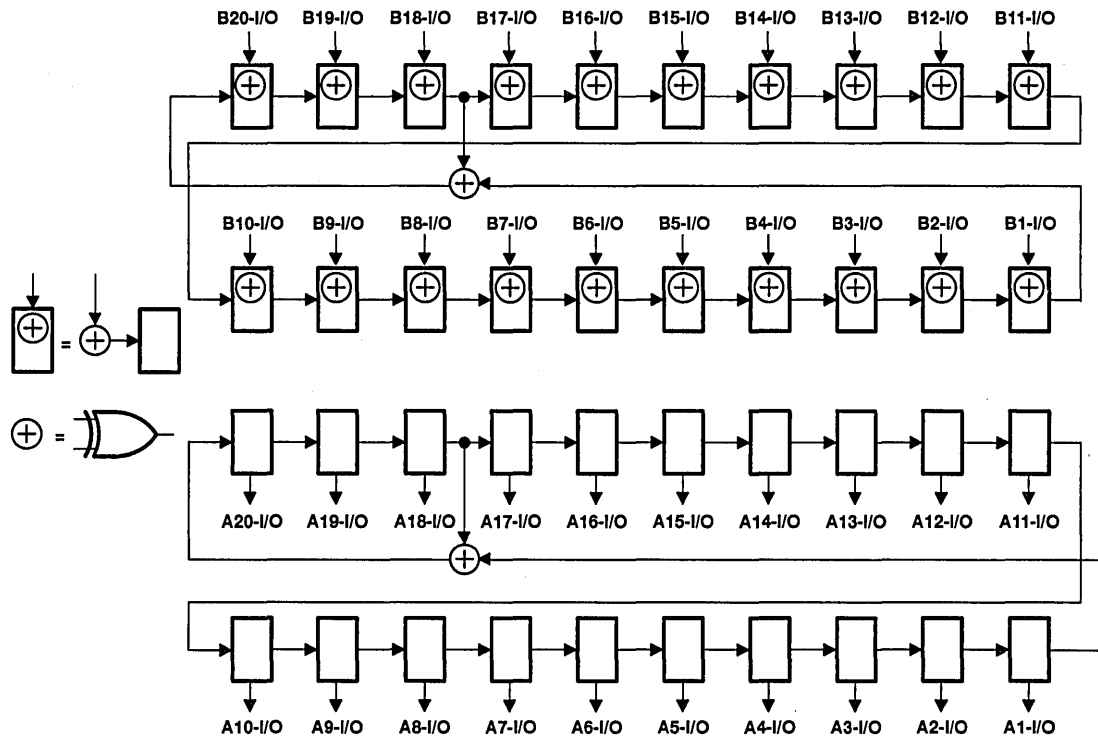 B20-I/O B19-I/O B18-I/O B17-I/O B16-I/O B15-I/O B14-I/O B13-I/O B12-I/O B11-I/O
B10-I/O B9-I/O B8-I/O B7-I/O B6-I/O B5-I/O B4-I/O B3-I/O B2-I/O B1-I/O
=
=
A20-I/O A19-I/O A18-I/O A17-I/O A16-I/O A15-I/O A14-I/O A13-I/O A12-I/O A11-I/O
A10-I/O A9-I/O A8-I/O A7-I/O A6-I/O A5-I/O A4-I/O A3-I/O A2-I/O A1-I/O